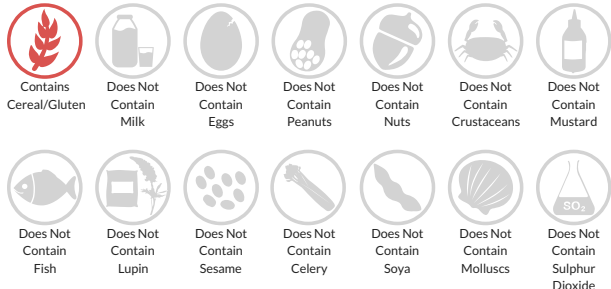 Contains Cereal/Gluten
Does Not Contain Milk
Does Not Contain Eggs
Does Not Contain Peanuts
Does Not Contain Nuts
Does Not Contain Crustaceans
Does Not Contain Mustard
SO₂
Does Not Contain Fish
Does Not Contain Lupin
Does Not Contain Sesame
Does Not Contain Celery
Does Not Contain Soya
Does Not Contain Molluscs
Does Not Contain Sulphur Dioxide